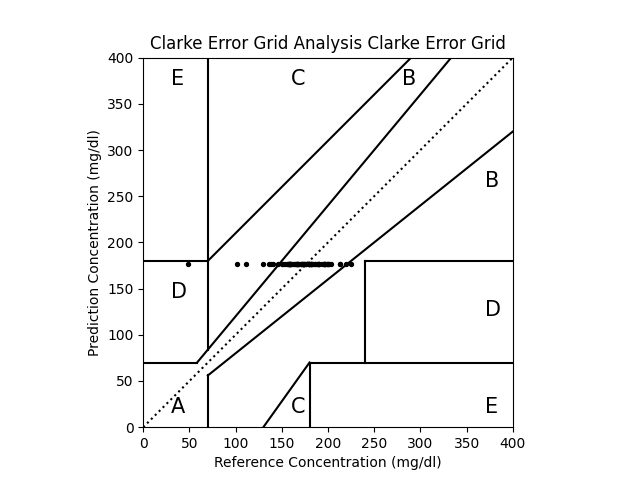 Clarke Error Grid Analysis Clarke Error Grid
400
350
300
250
200
150
100
50
0
Prediction Concentration (mg/dl)
E
C
B
B
D
D
A
C
E
0 50 100 150 200 250 300 350 400
Reference Concentration (mg/dl)